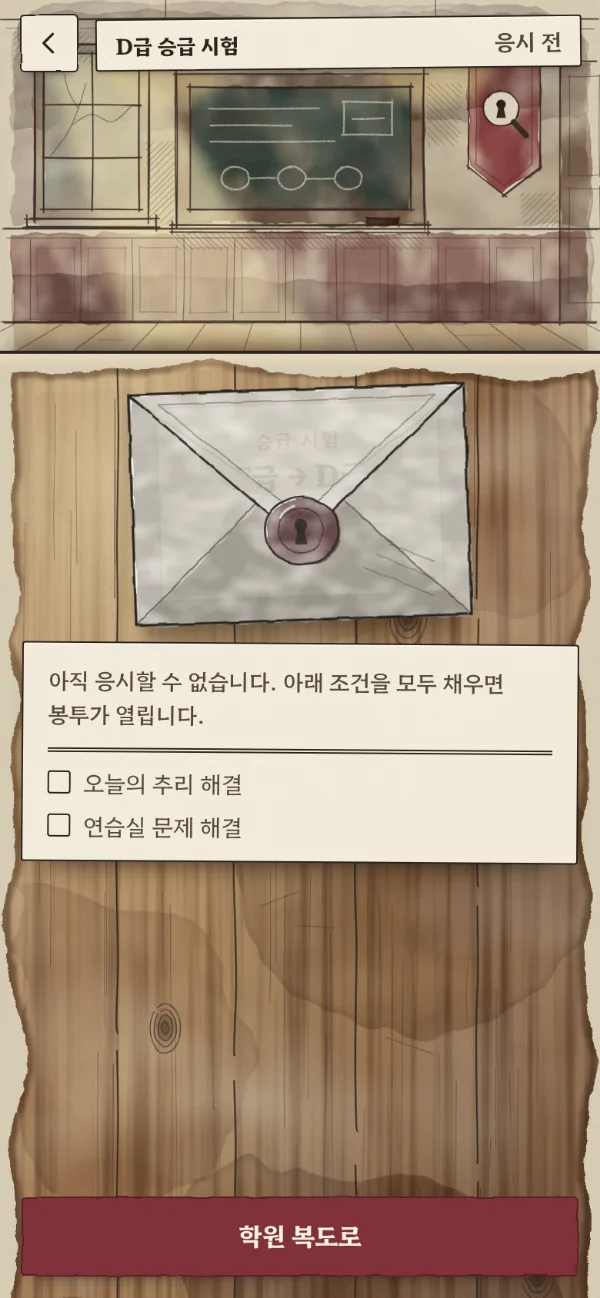 D급 승급 시험
응시 전
승급 시험
급 → D급
아직 응시할 수 없습니다. 아래 조건을 모두 채우면
봉투가 열립니다.
오늘의 추리 해결
연습실 문제 해결
학원 복도로